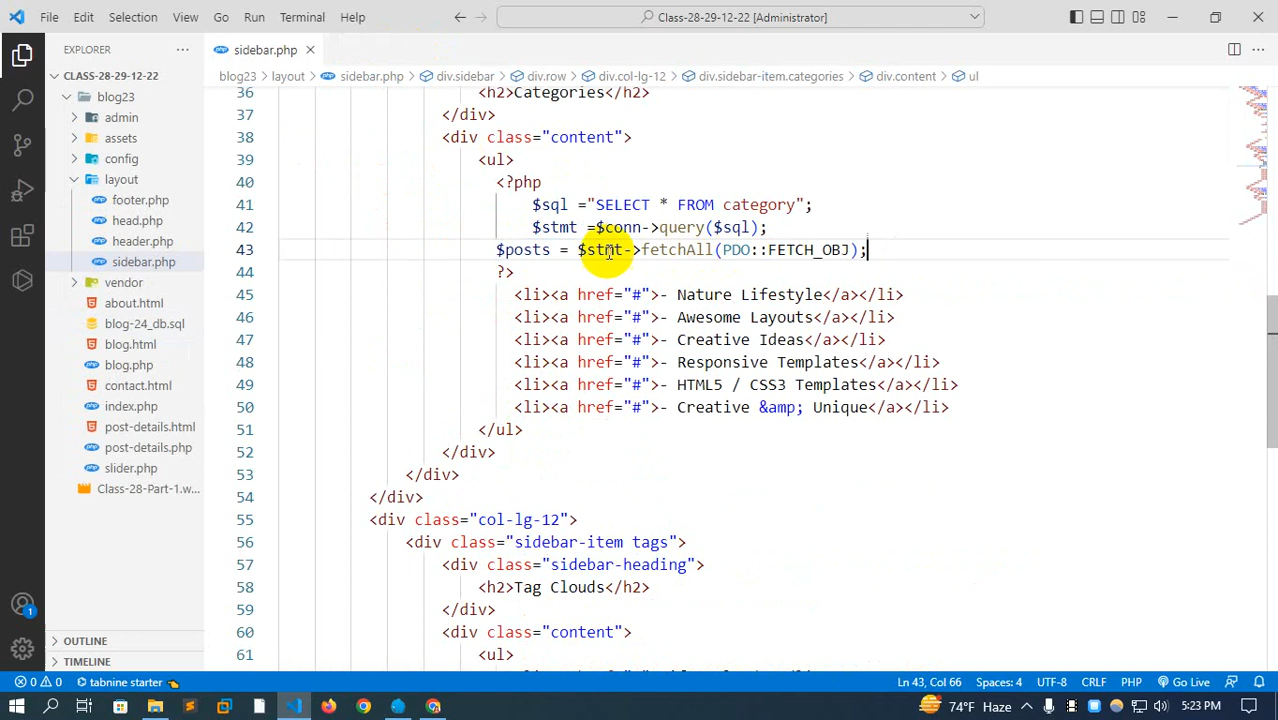 File Edit Selection View Go Run Terminal Help
Class-28-29-12-22 [Administrator]
EXPLORER
sidebar.php
CLASS-28-29-12-22
blog23 > layout > sidebar.php > div.sidebar > div.row > div.col-lg-12 > div.sidebar-item.categories > div.content > ul
blog23
admin
assets
config
layout
footer.php
head.php
header.php
sidebar.php
vendor
about.html
blog-24_db.sql
blog.html
blog.php
contact.html
index.php
post-details.html
post-details.php
slider.php
Class-28-Part-1.w...
OUTLINE
TIMELINE
36 <h2>Categories</h2>
37 </div>
38 <div class="content">
39 <ul>
40 <?php
41 $sql ="SELECT * FROM category";
42 $stmt =$conn->query($sql);
43 $posts = $stmt->fetchAll(PDO::FETCH_OBJ);
44 ?>
45 <li><a href="#">- Nature Lifestyle</a></li>
46 <li><a href="#">- Awesome Layouts</a></li>
47 <li><a href="#">- Creative Ideas</a></li>
48 <li><a href="#">- Responsive Templates</a></li>
49 <li><a href="#">- HTML5 / CSS3 Templates</a></li>
50 <li><a href="#">- Creative &amp; Unique</a></li>
51 </ul>
52 </div>
53 </div>
54 </div>
55 <div class="col-lg-12">
56 <div class="sidebar-item tags">
57 <div class="sidebar-heading">
58 <h2>Tag Clouds</h2>
59 </div>
60 <div class="content">
61 <ul>
0 0 tabnine starter
Ln 43, Col 66 Spaces: 4 UTF-8 CRLF PHP Go Live
74°F Haze 5:23 PM